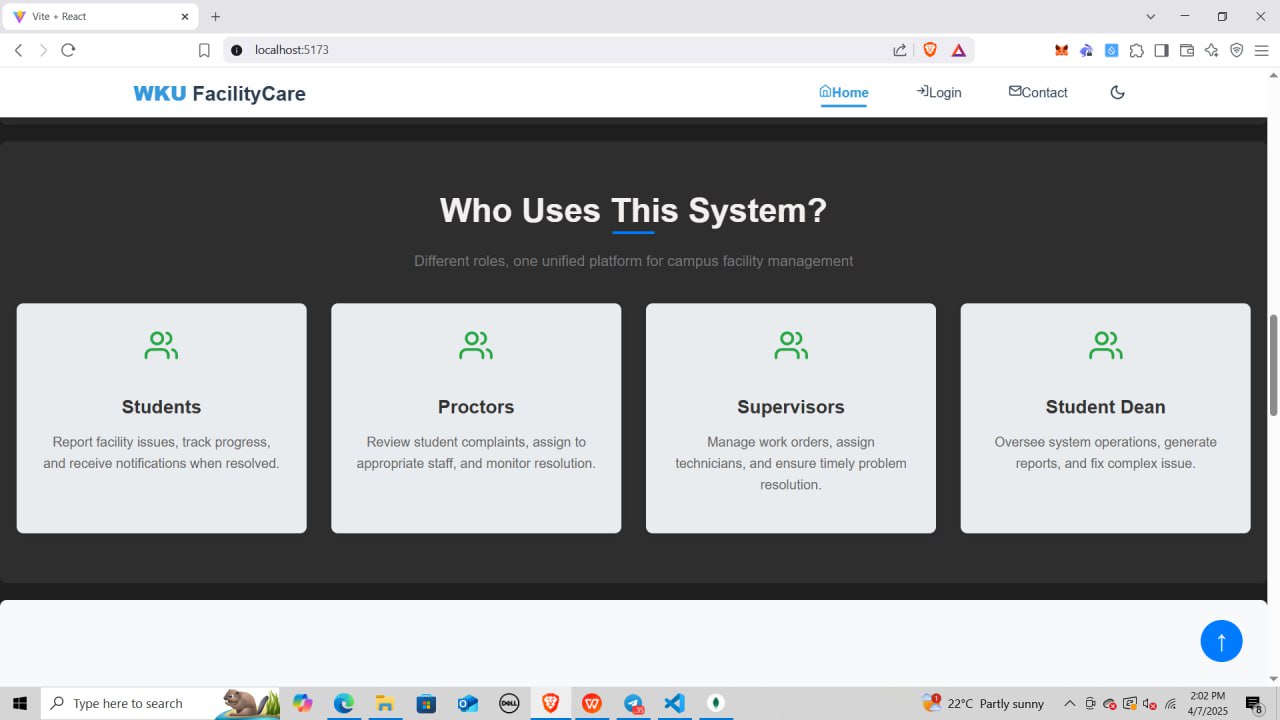 Vite + React
localhost:5173
WKU FacilityCare
Home
Login
Contact
Who Uses This System?
Different roles, one unified platform for campus facility management
Students
Report facility issues, track progress,
and receive notifications when resolved.
Proctors
Review student complaints, assign to
appropriate staff, and monitor resolution.
Supervisors
Manage work orders, assign
technicians, and ensure timely problem
resolution.
Student Dean
Oversee system operations, generate
reports, and fix complex issue.
↑
Type here to search
DELL
1
22°C Partly sunny
2:02 PM
4/7/2025
8